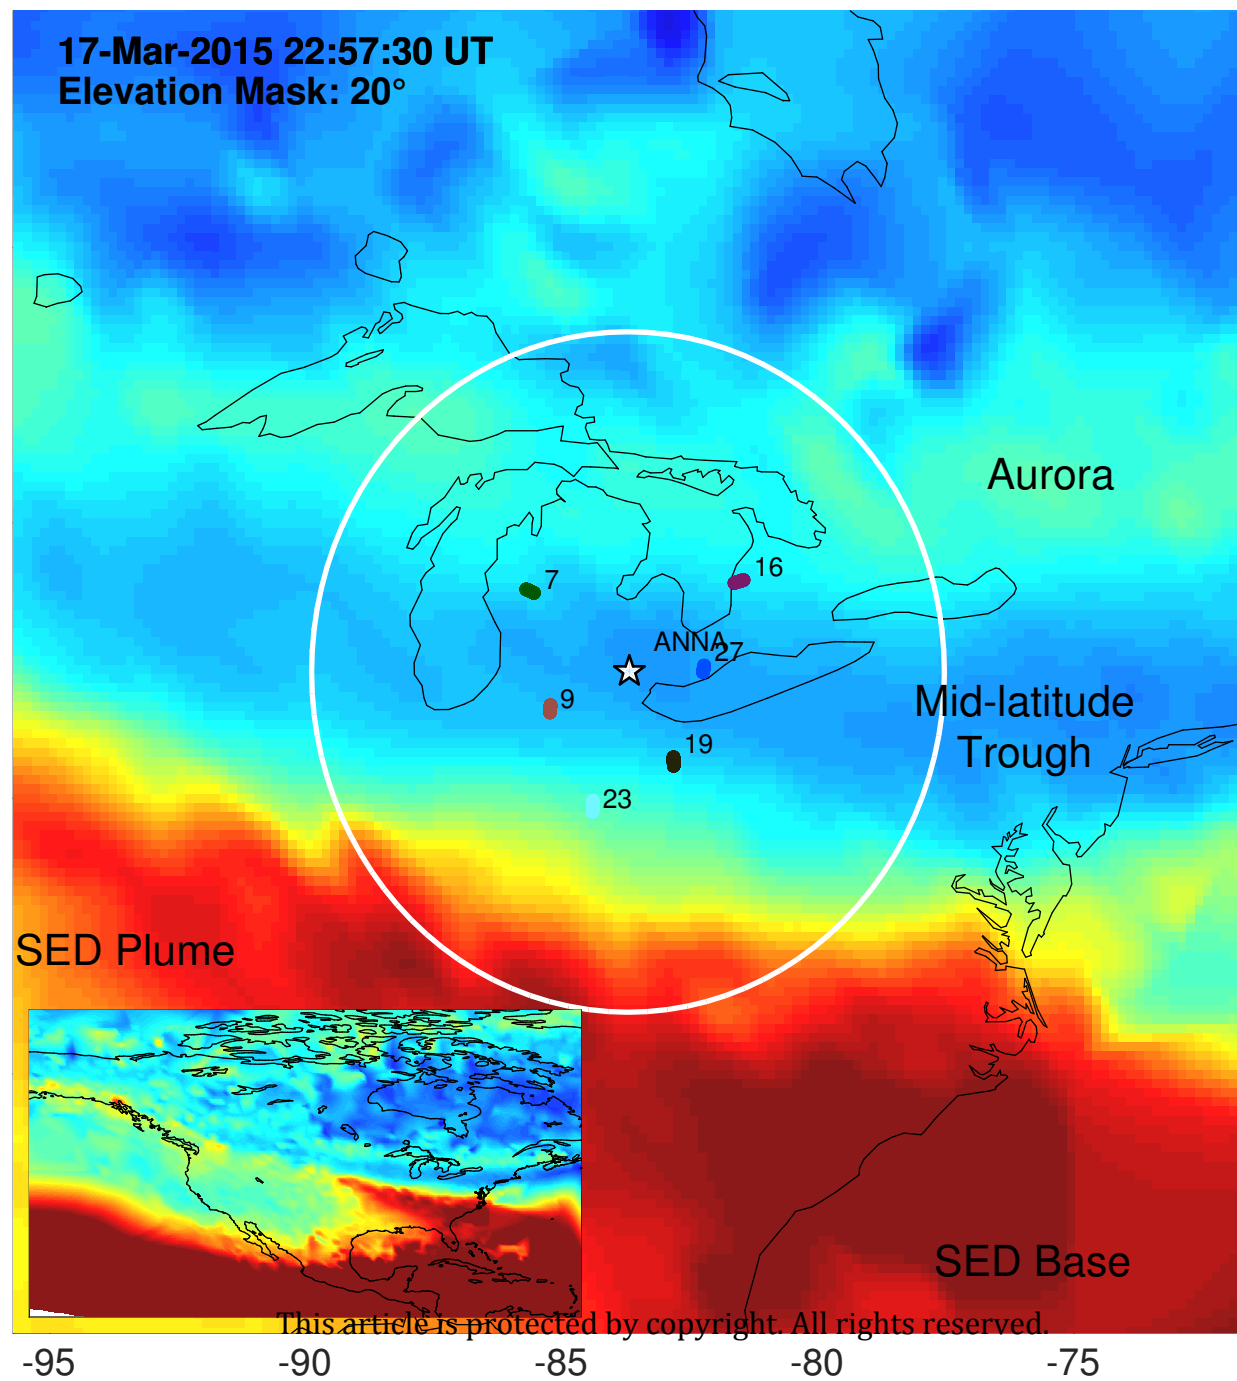 17-Mar-2015 22:57:30 UT
Elevation Mask: 20°
Aurora
7
16
ANNA
27
9
Mid-latitude
Trough
19
23
SED Plume
SED Base
This article is protected by copyright. All rights reserved.
-95 -90 -85 -80 -75